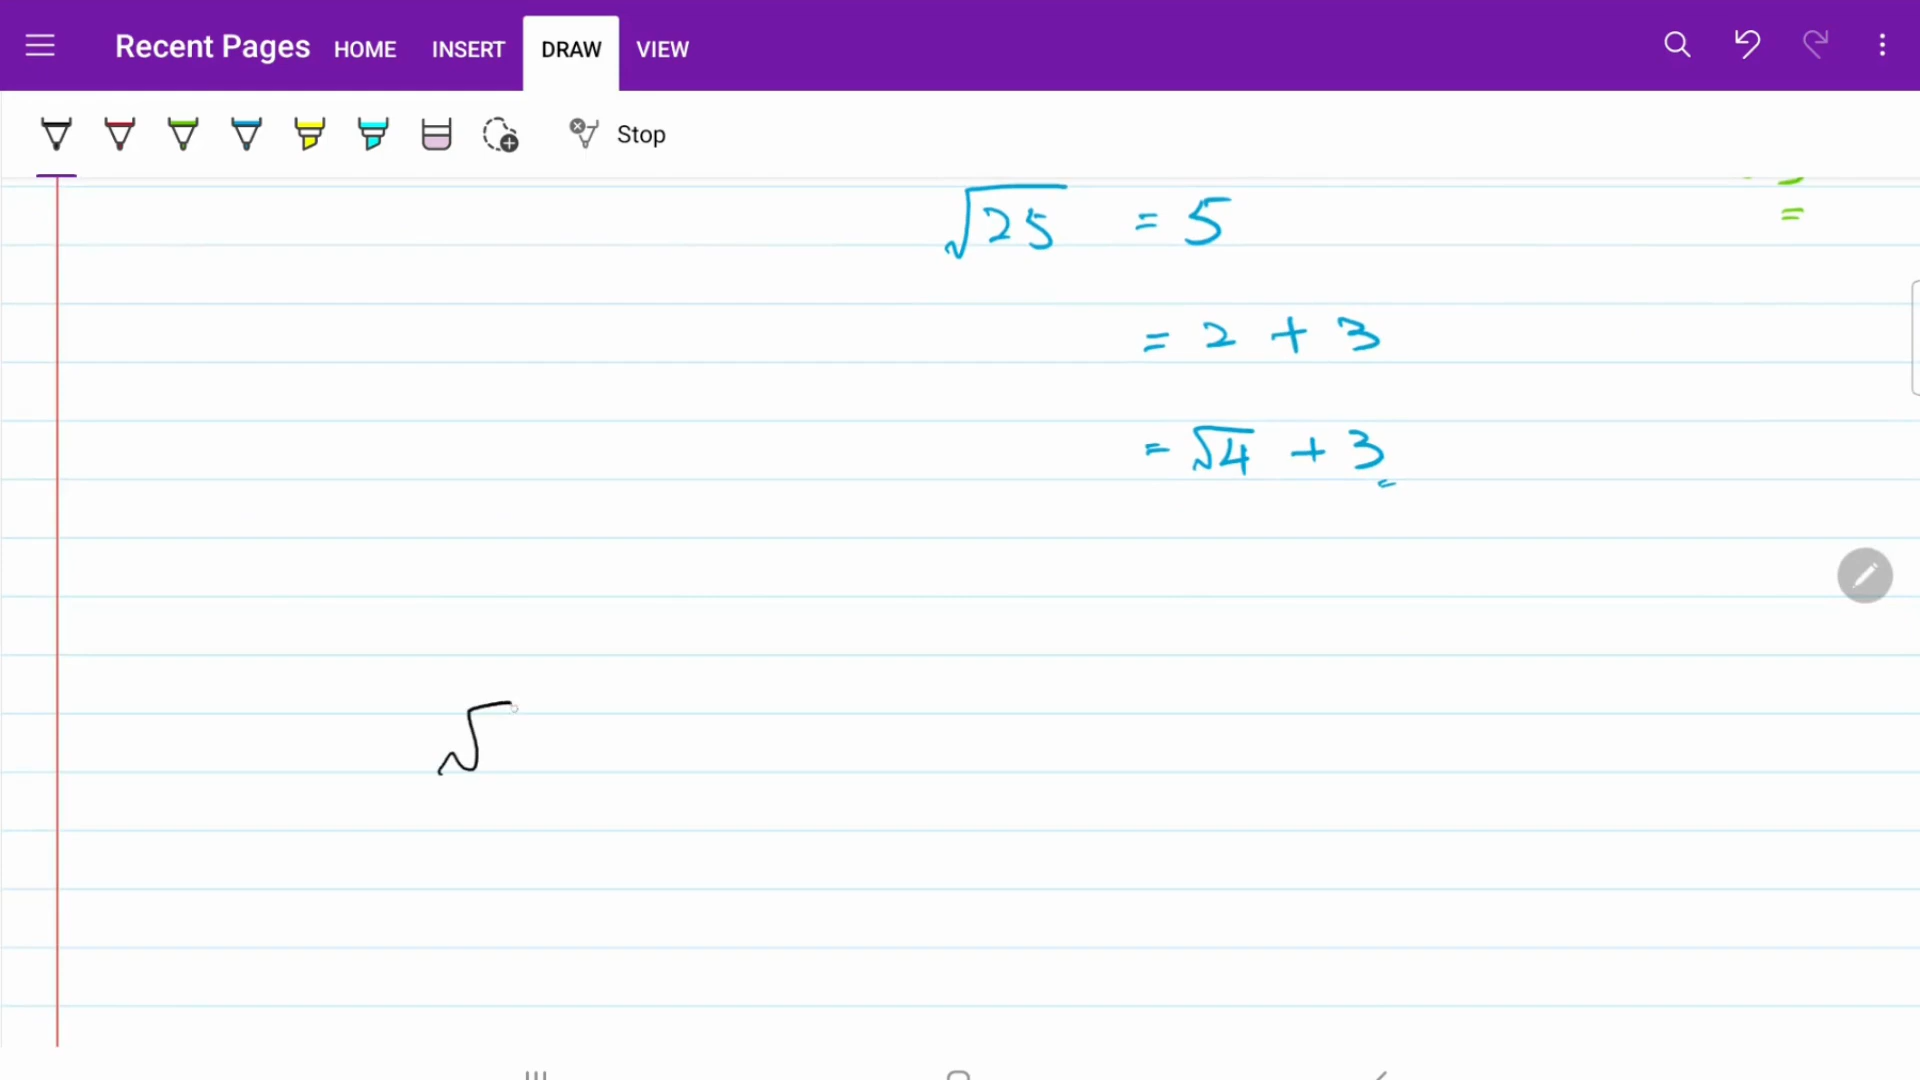 Recent Pages HOME INSERT DRAW VIEW
Stop
√25 = 5
=
= 2 + 3
= √4 + 3
√